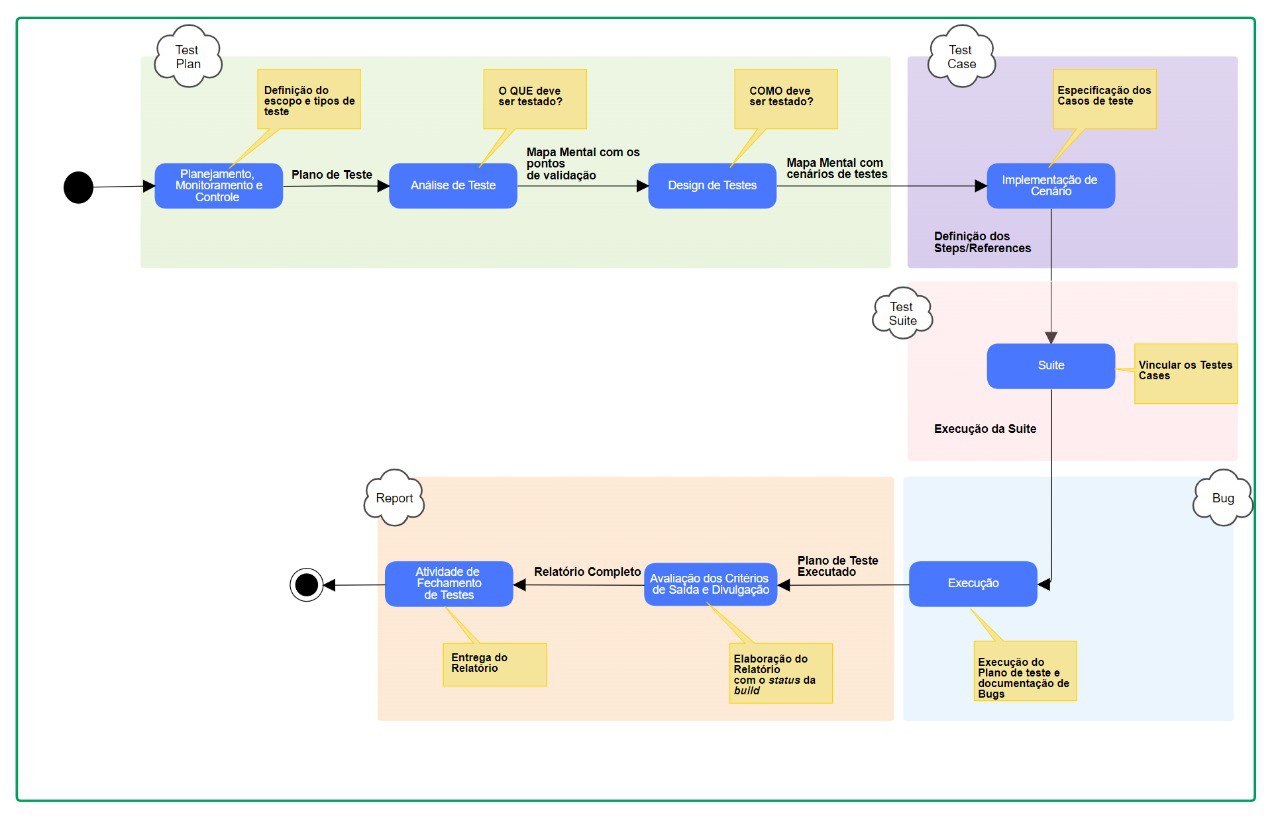 Test
Plan
Definição do
escopo e tipos de
teste
O QUE deve
ser testado?
COMO deve
ser testado?
Test
Case
Especificação dos
Casos de teste
Planejamento,
Monitoramento e
Controle
Plano de Teste
Análise de Teste
Mapa Mental com os
pontos
de validação
Design de Testes
Mapa Mental com
cenários de testes
Implementação de
Cenário
Definição dos
Steps/References
Test
Suite
Suite
Vincular os Testes
Cases
Execução da Suite
Report
Bug
Atividade de
Fechamento
de Testes
Relatório Completo
Avaliação dos Critérios
de Saída e Divulgação
Plano de Teste
Executado
Execução
Entrega do
Relatório
Elaboração do
Relatório
com o status da
build
Execução do
Plano de teste e
documentação de
Bugs